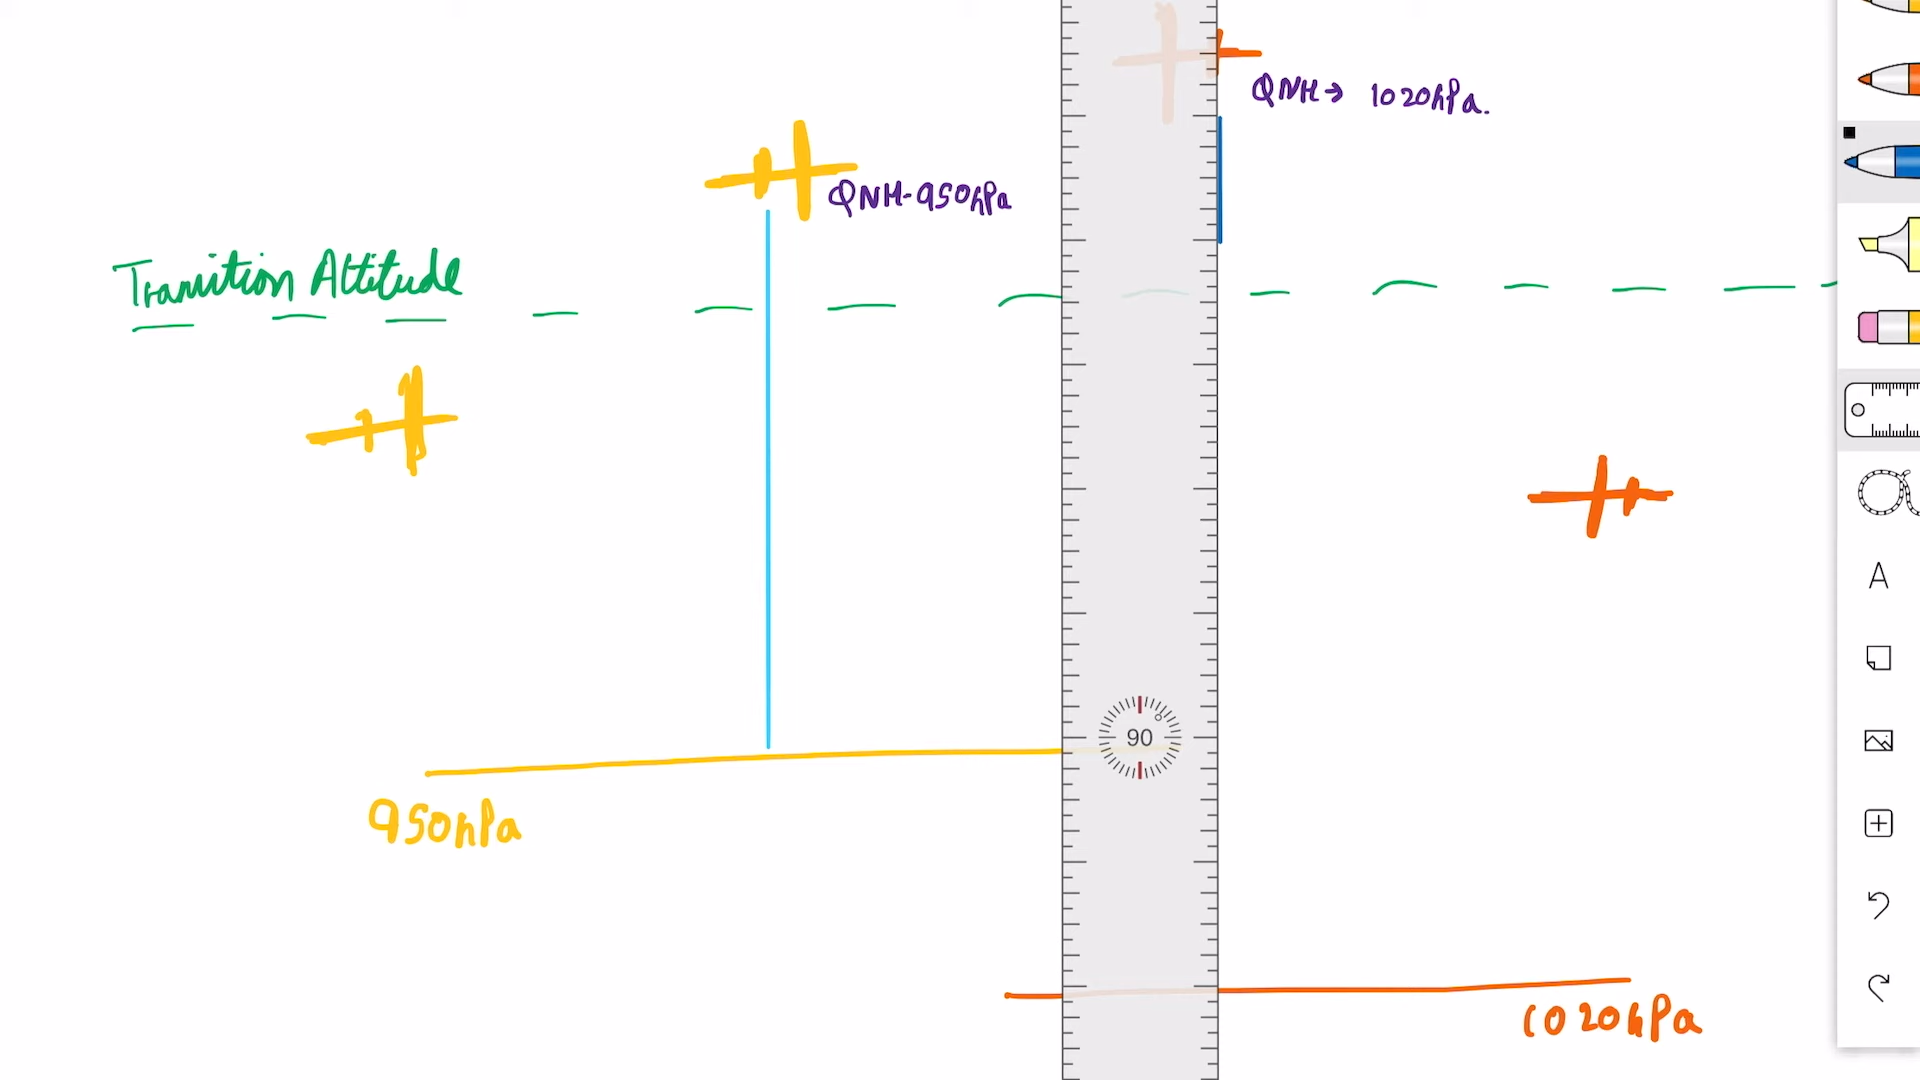 QNH→ 1020hPa.
QNH-950hPa
Transition Altitude
90°
950hPa
1020hPa
A